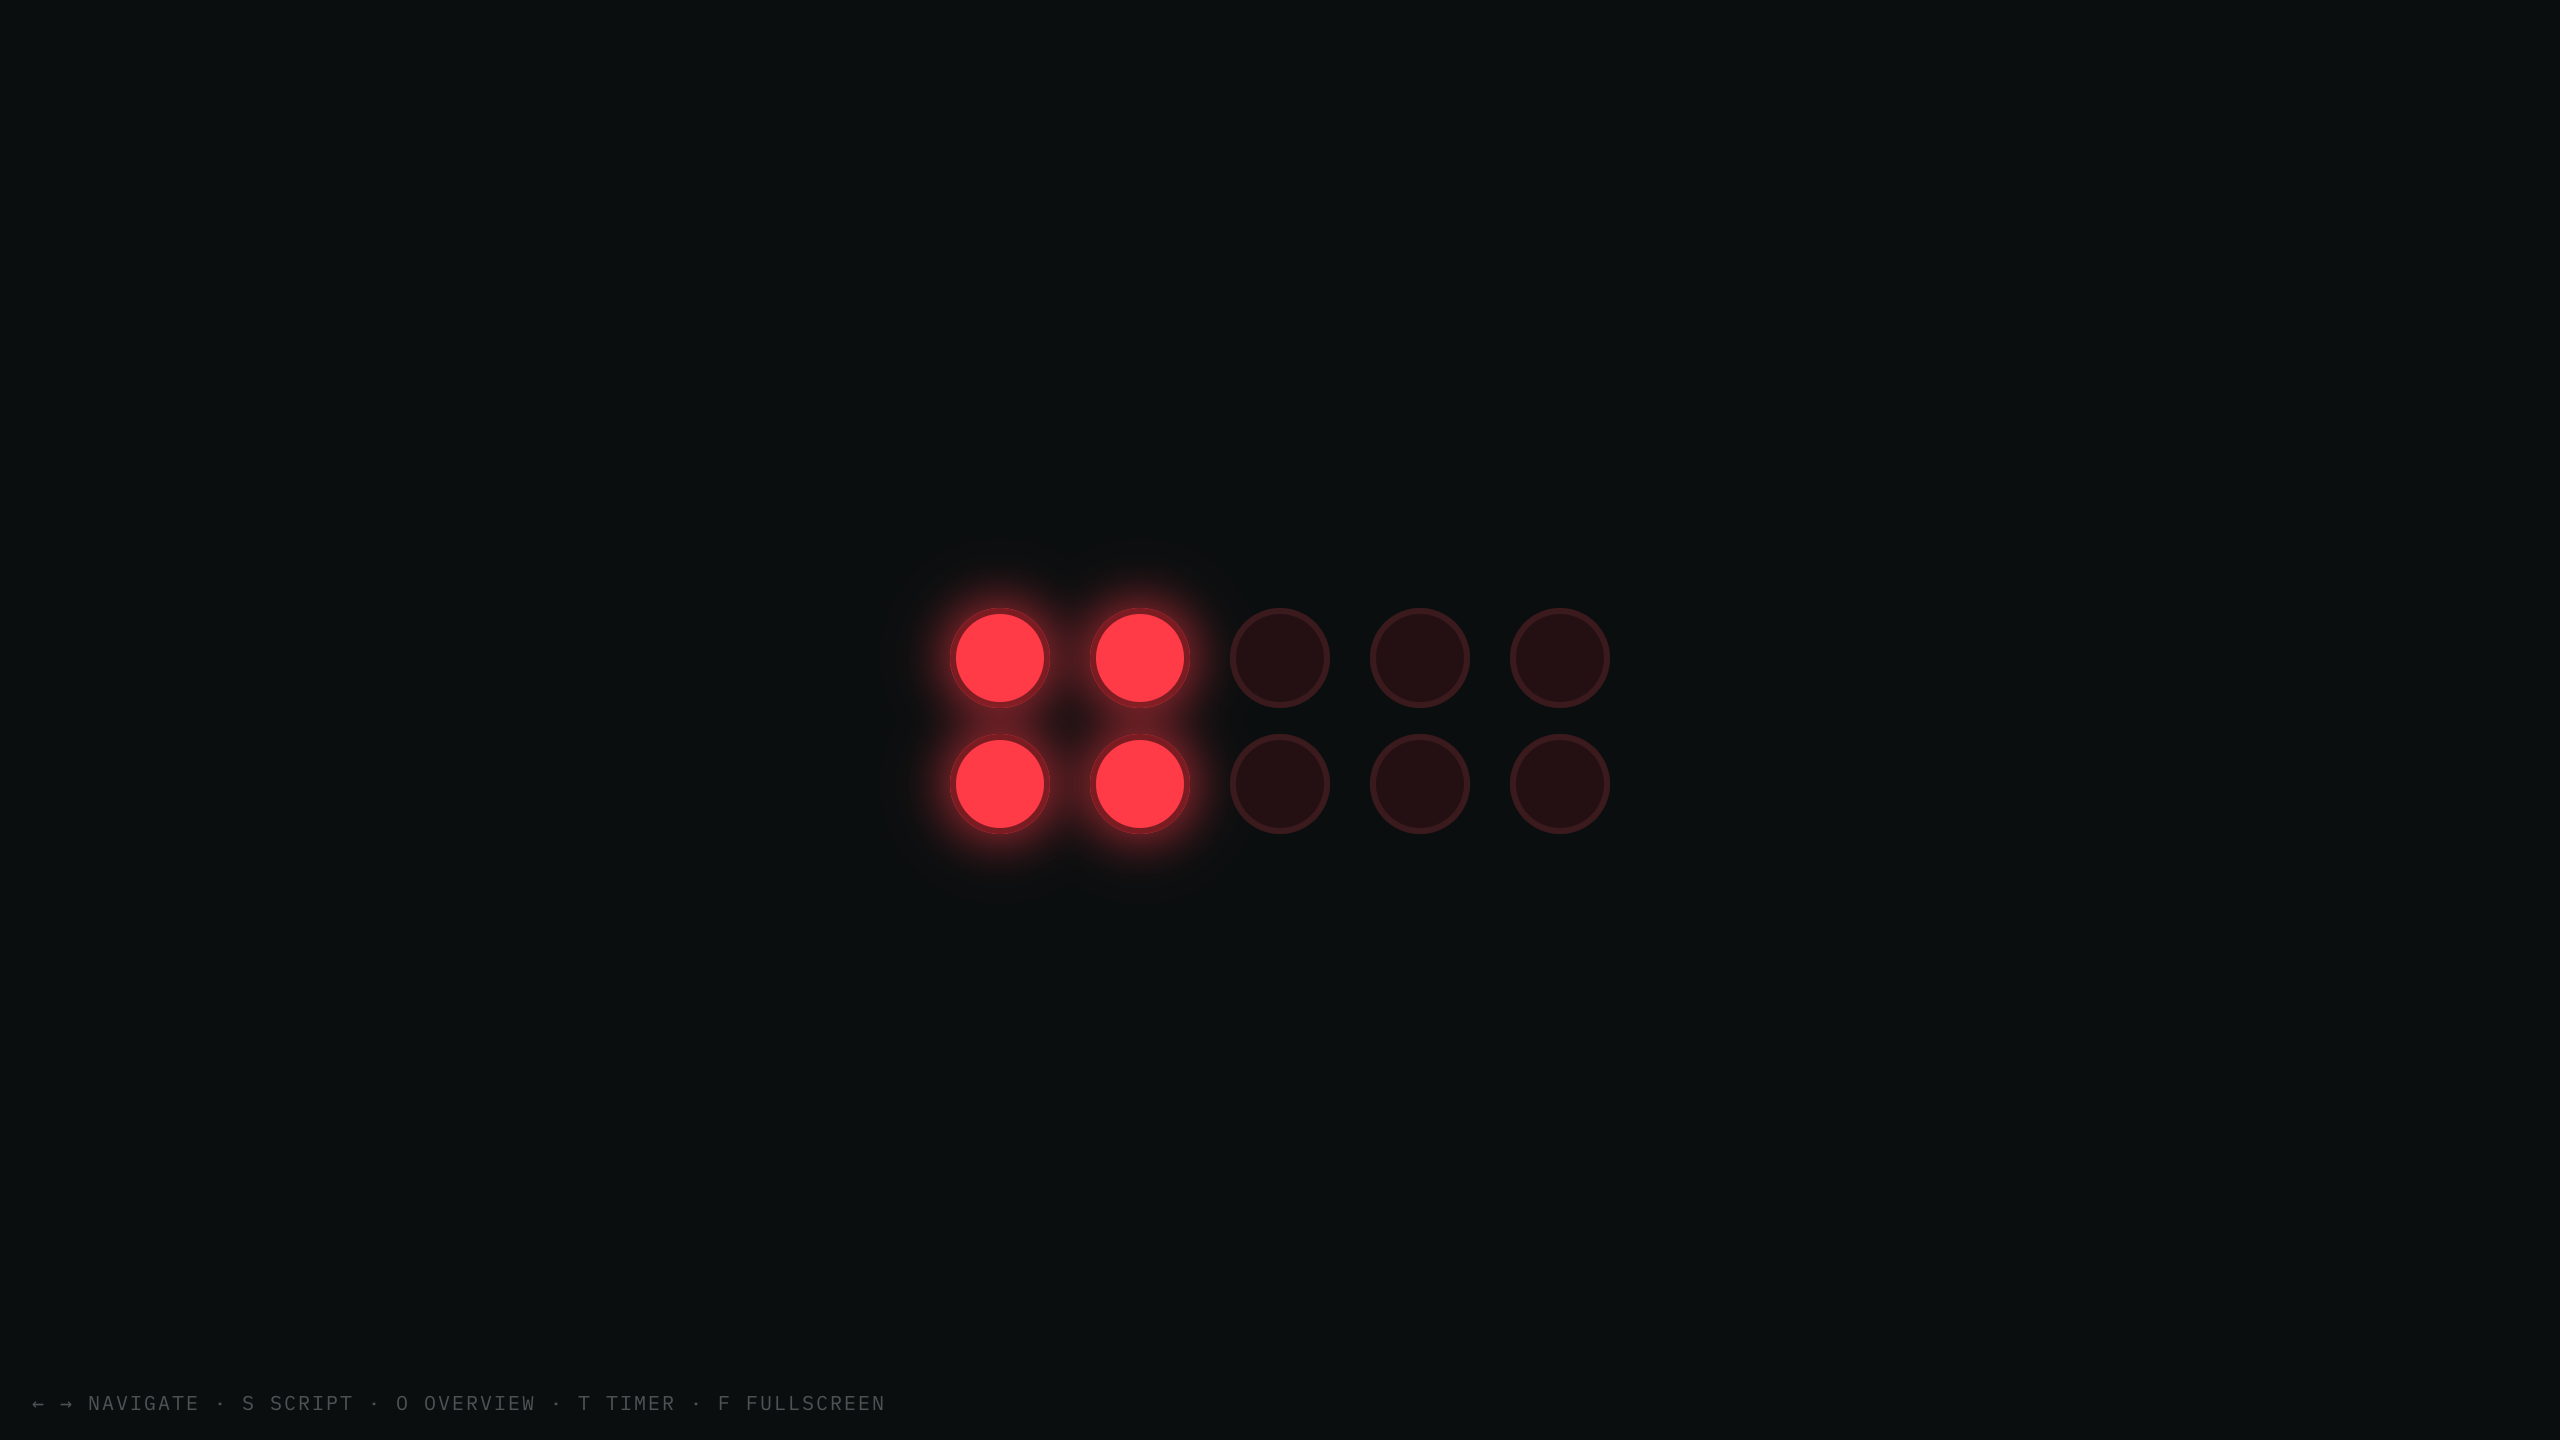 ← → NAVIGATE · S SCRIPT · O OVERVIEW · T TIMER · F FULLSCREEN